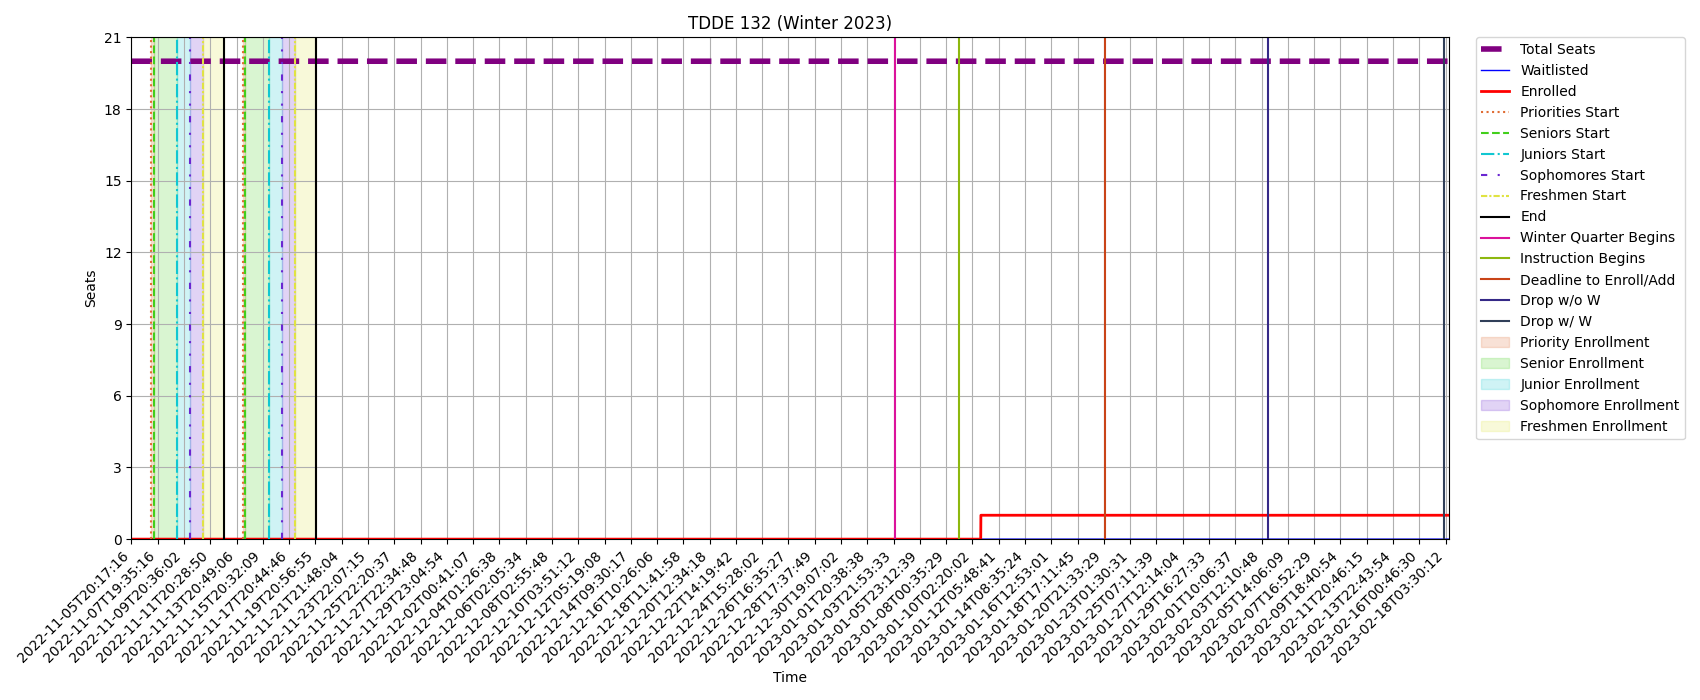 TDDE 132 (Winter 2023)
21
18
15
12
9
6
3
0
Seats
2022-11-05T20:17:16
2022-11-07T19:35:16
2022-11-09T20:36:02
2022-11-11T20:28:50
2022-11-13T20:49:06
2022-11-15T20:32:09
2022-11-17T20:44:46
2022-11-19T20:56:55
2022-11-21T21:48:04
2022-11-23T22:07:15
2022-11-25T22:20:37
2022-11-27T22:34:48
2022-11-29T23:04:54
2022-12-02T00:41:07
2022-12-04T01:26:38
2022-12-06T02:05:34
2022-12-08T02:55:48
2022-12-10T03:51:12
2022-12-12T05:19:08
2022-12-14T09:30:17
2022-12-16T10:26:06
2022-12-18T11:41:58
2022-12-20T12:34:18
2022-12-22T14:19:42
2022-12-24T15:28:02
2022-12-26T16:35:27
2022-12-28T17:37:49
2022-12-30T19:07:02
2023-01-01T20:38:38
2023-01-03T21:53:33
2023-01-05T23:12:39
2023-01-08T00:35:29
2023-01-10T02:20:02
2023-01-12T05:48:41
2023-01-14T08:35:24
2023-01-16T12:53:01
2023-01-18T17:11:45
2023-01-20T21:33:29
2023-01-23T01:30:31
2023-01-25T07:11:39
2023-01-27T12:14:04
2023-01-29T16:27:33
2023-02-01T10:06:37
2023-02-03T12:10:48
2023-02-05T14:06:09
2023-02-07T16:52:29
2023-02-09T18:40:54
2023-02-11T20:46:15
2023-02-13T22:43:54
2023-02-16T00:46:30
2023-02-18T03:30:12
Time
Total Seats
Waitlisted
Enrolled
Priorities Start
Seniors Start
Juniors Start
Sophomores Start
Freshmen Start
End
Winter Quarter Begins
Instruction Begins
Deadline to Enroll/Add
Drop w/o W
Drop w/ W
Priority Enrollment
Senior Enrollment
Junior Enrollment
Sophomore Enrollment
Freshmen Enrollment